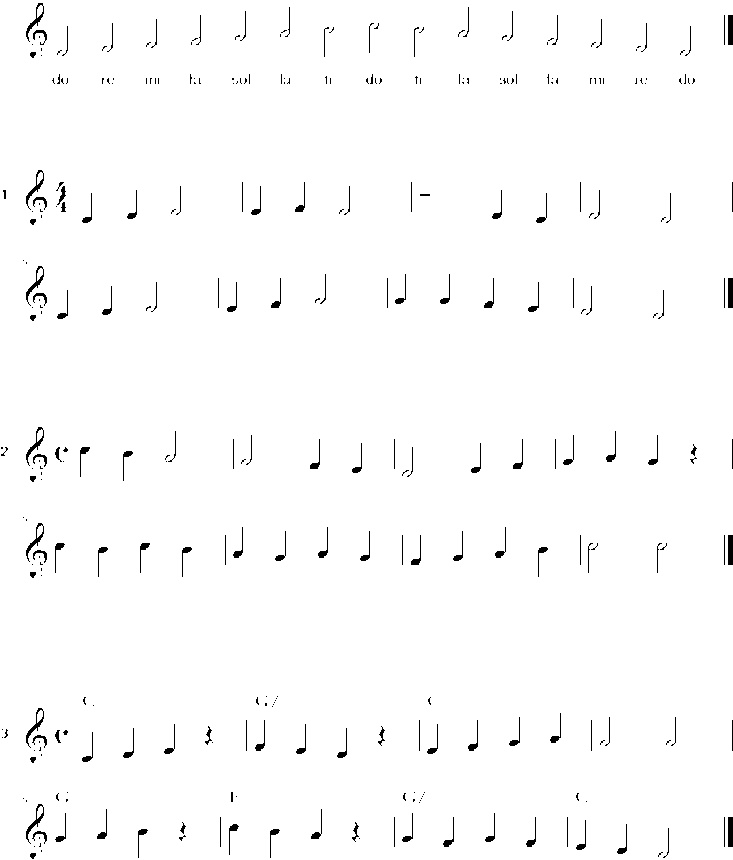 do re mi fa sol la ti do ti la sol fa mi re do
1
2
3
C G7 C
G F G7 C